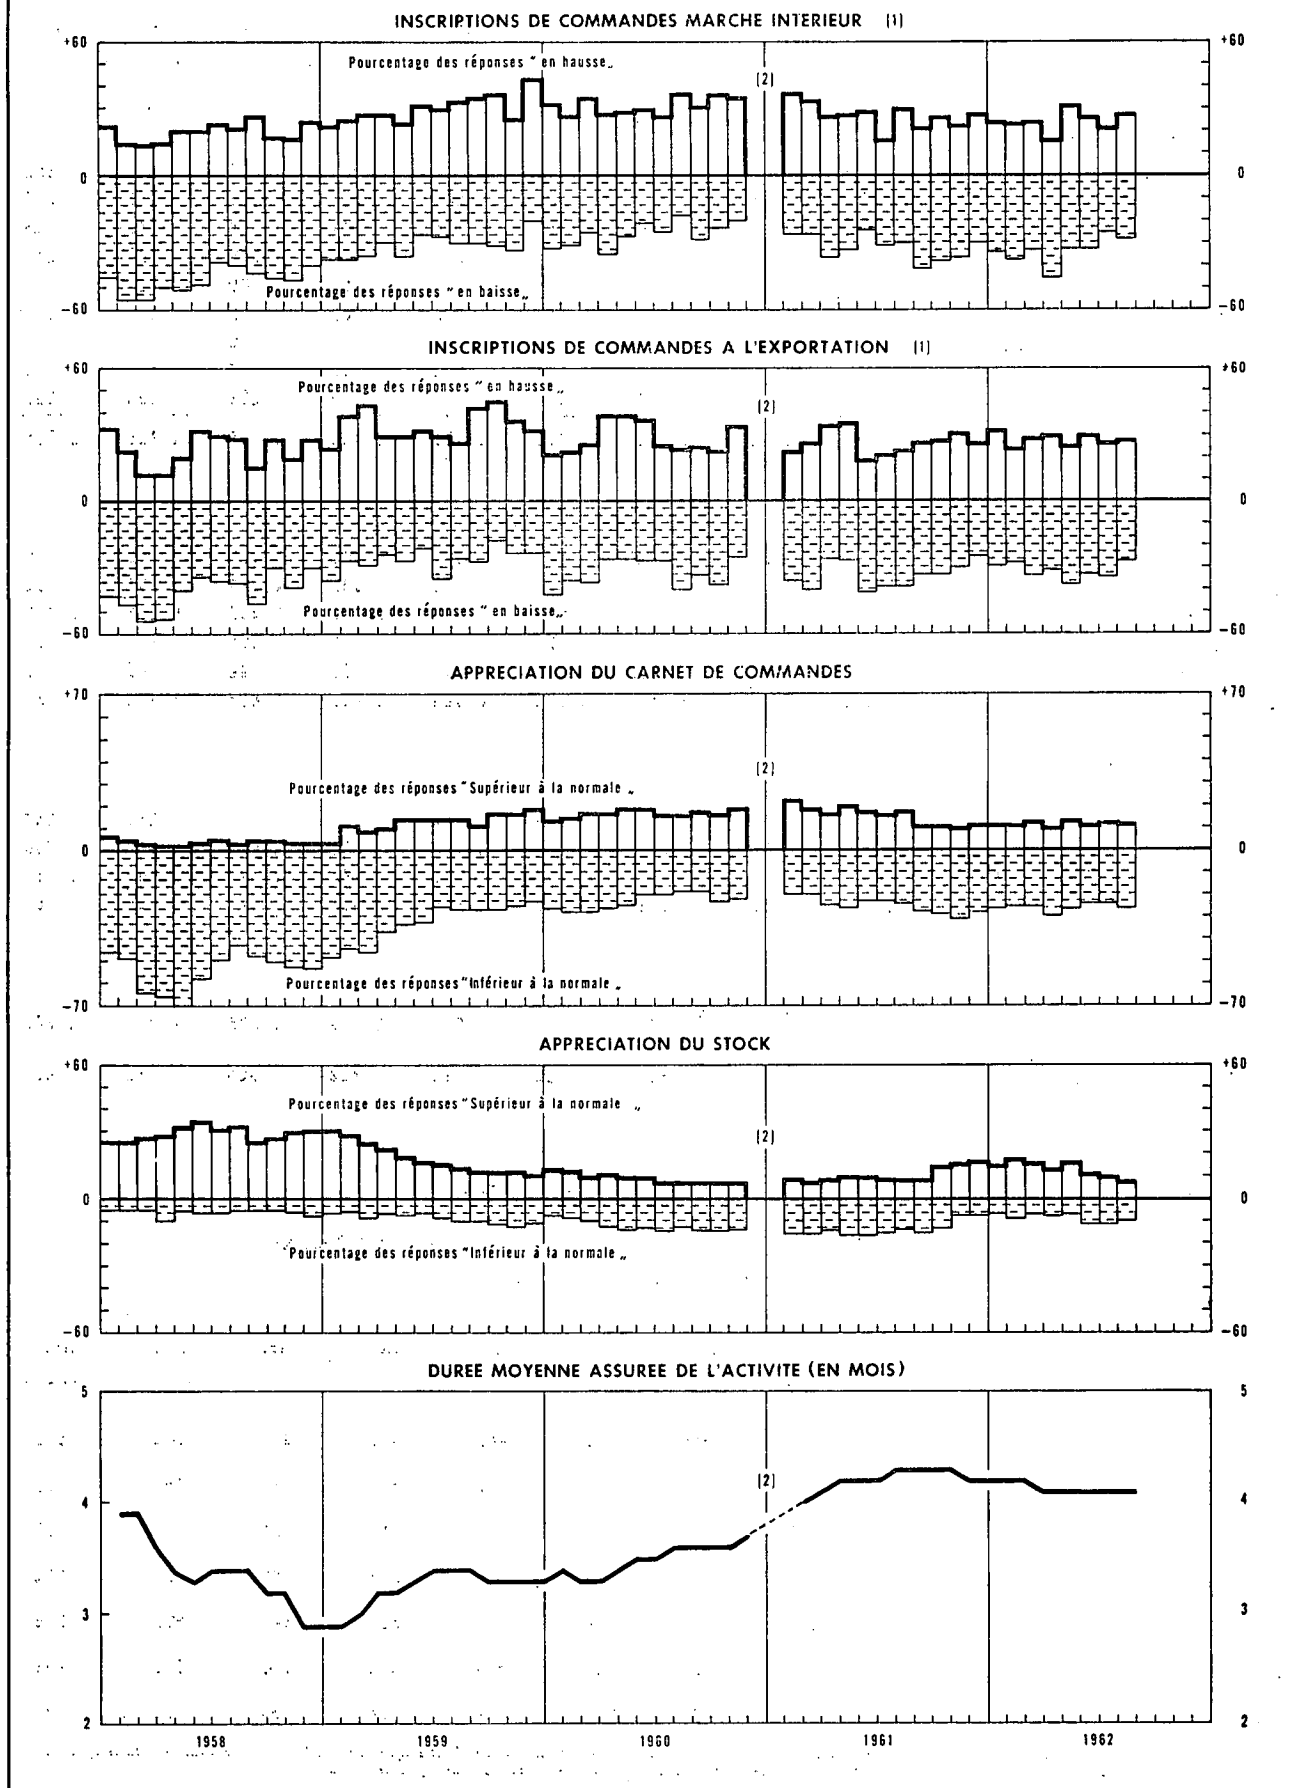 INSCRIPTIONS DE COMMANDES MARCHE INTERIEUR (1)
+60 +60
Pourcentage des réponses "en hausse„
(2)
0 0
Pourcentage des réponses "en baisse„
-60 -60
INSCRIPTIONS DE COMMANDES A L'EXPORTATION (1)
+60 +60
Pourcentage des réponses "en hausse„
(2)
0 0
Pourcentage des réponses "en baisse„
-60 -60
APPRECIATION DU CARNET DE COMMANDES
+70 +70
(2)
Pourcentage des réponses "Supérieur à la normale „
0 0
Pourcentage des réponses "Inférieur à la normale „
-70 -70
APPRECIATION DU STOCK
+60 +60
Pourcentage des réponses "Supérieur à la normale „
(2)
0 0
Pourcentage des réponses "Inférieur à la normale „
-60 -60
DUREE MOYENNE ASSUREE DE L'ACTIVITE (EN MOIS)
5 5
(2)
4 4
3 3
2 2
1958 1959 1960 1961 1962